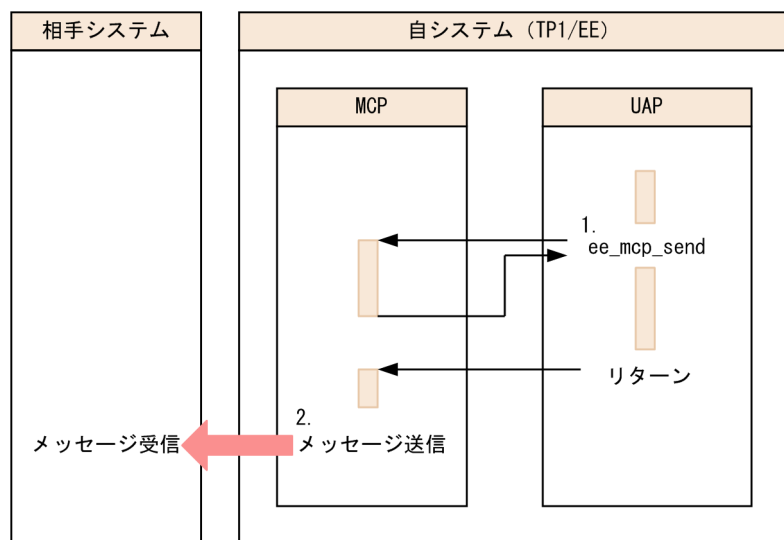 相手システム
自システム（TP1/EE）
MCP
UAP
1.
ee_mcp_send
リターン
2.
メッセージ受信
メッセージ送信